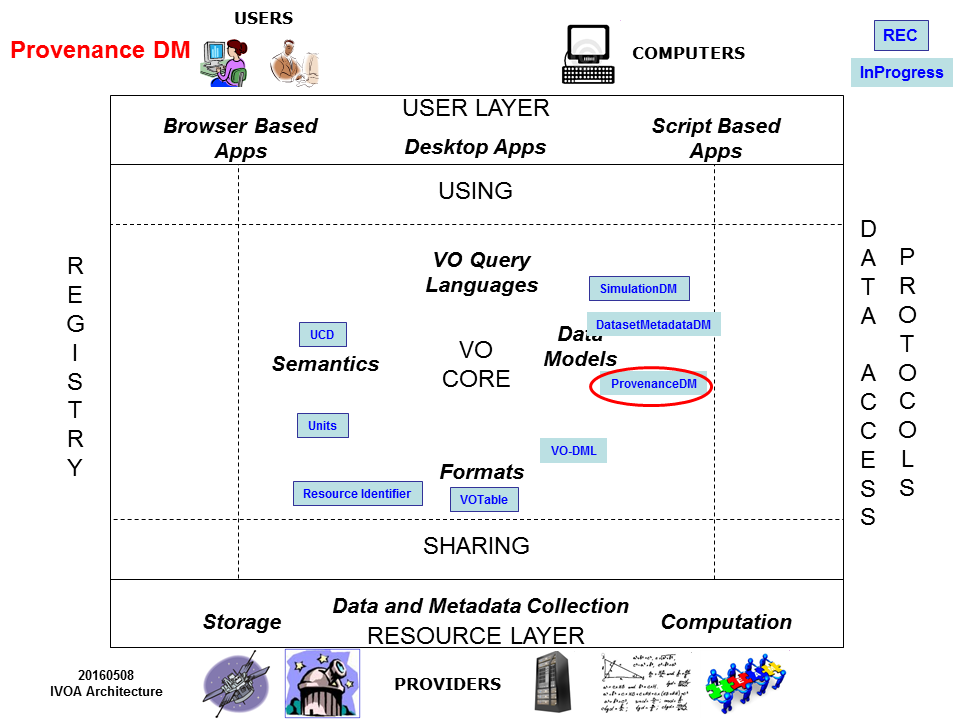 USERS
Provenance DM
COMPUTERS
REC
InProgress
USER LAYER
Browser Based
Apps
Desktop Apps
Script Based
Apps
USING
REGISTRY
DATA ACCESS
PROTOCOLS
VO Query
Languages
SimulationDM
DatasetMetadataDM
Data
Models
ProvenanceDM
UCD
Semantics
VO
CORE
Units
VO-DML
Formats
Resource Identifier
VOTable
SHARING
Data and Metadata Collection
Storage
Computation
RESOURCE LAYER
20160508
IVOA Architecture
PROVIDERS